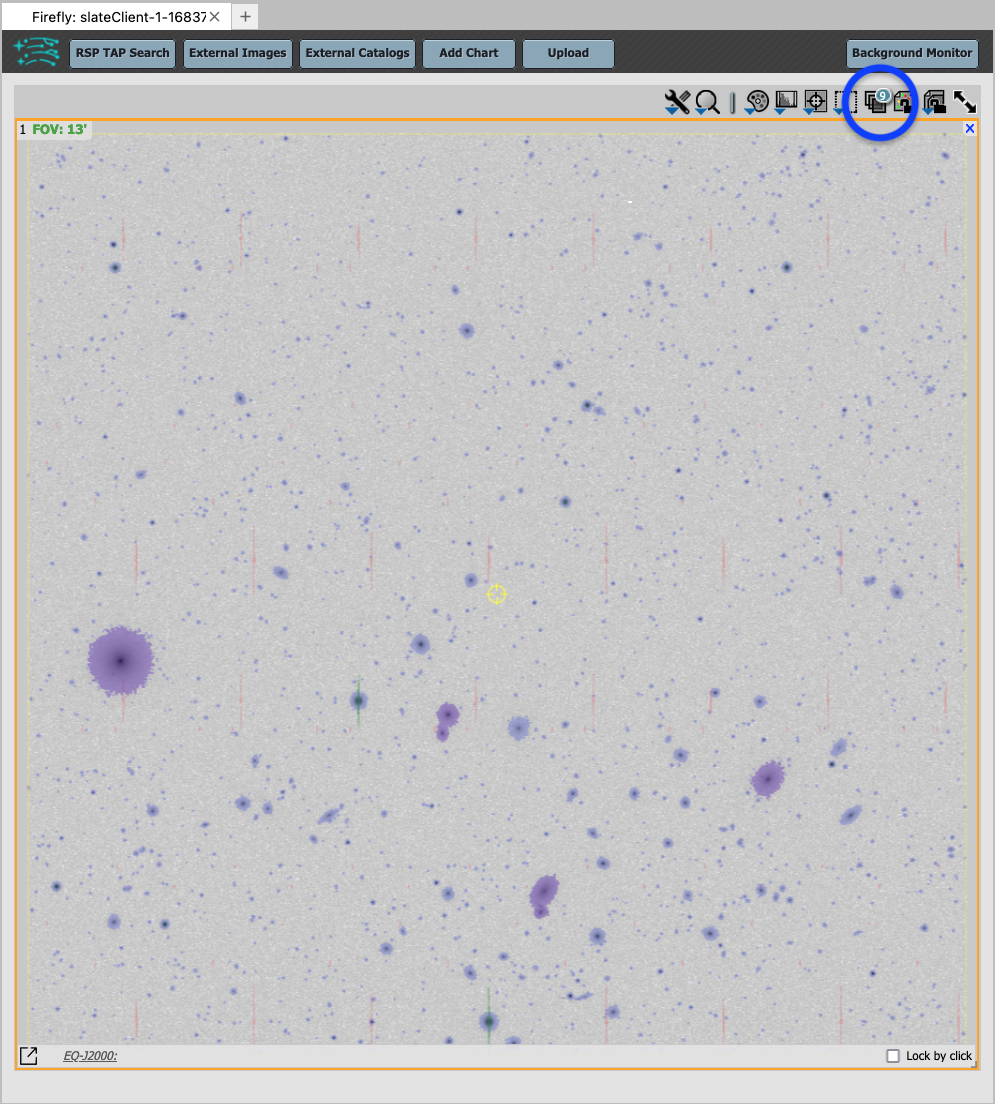 Firefly: slateClient-1-1683
RSP TAP Search
External Images
External Catalogs
Add Chart
Upload
Background Monitor
9
1 FOV: 13'
EQ-J2000:
Lock by click